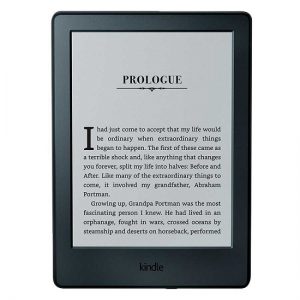 PROLOGUE
I had just come to accept that my life would
be ordinary when extraordinary things
began to happen. The first of these came as
a terrible shock and, like anything that changes
you forever, split my life into halves: Before and
After. Like many of the extraordinary things to
come, it involved my grandfather, Abraham
Portman.
Growing up, Grandpa Portman was the most
fascinating person I knew. He had lived in an
orphanage, fought in wars, crossed oceans by
steamship and deserts on horseback, performed
kindle